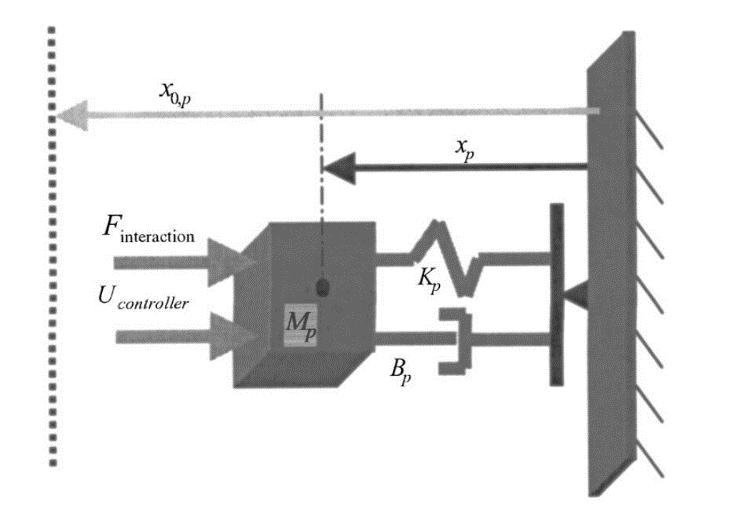 x0,p
xp
Finteraction
Kp
Ucontroller
Mp
Bp